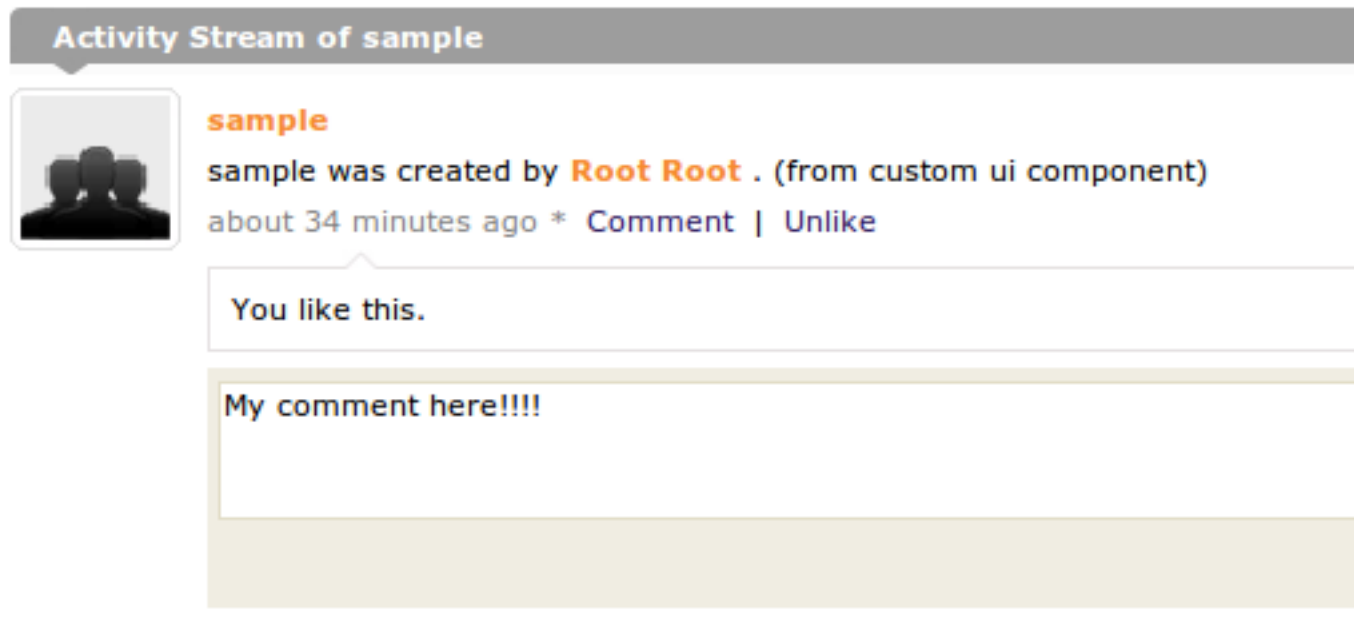 Activity Stream of sample
sample
sample was created by Root Root . (from custom ui component)
about 34 minutes ago * Comment | Unlike
You like this.
My comment here!!!!